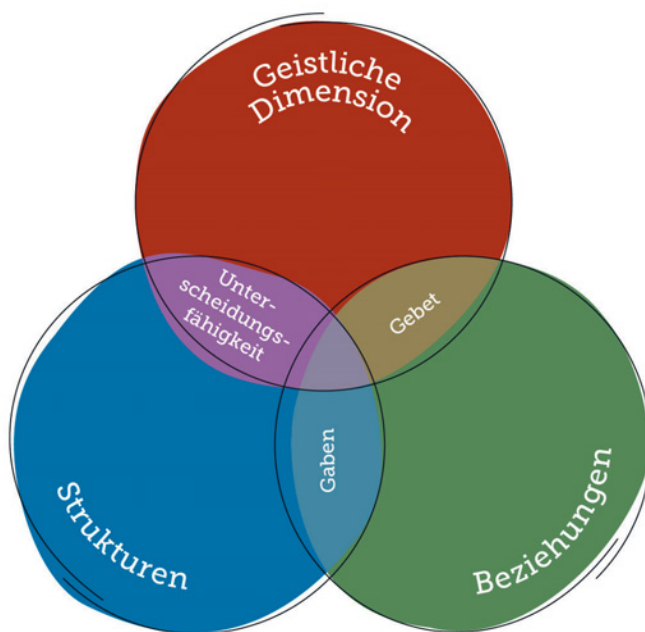 Geistliche
Dimension
Unter-
scheidungs-
fähigkeit
Gebet
Gaben
Strukturen
Beziehungen